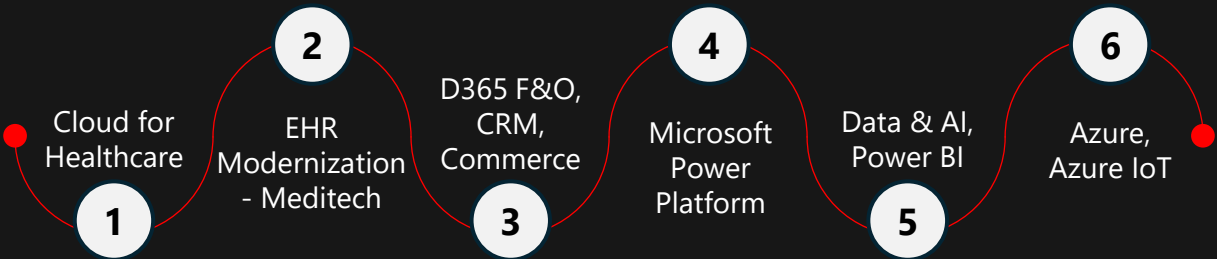 1
Cloud for
Healthcare
2
EHR
Modernization
- Meditech
3
D365 F&O,
CRM,
Commerce
4
Microsoft
Power
Platform
5
Data & AI,
Power BI
6
Azure,
Azure IoT